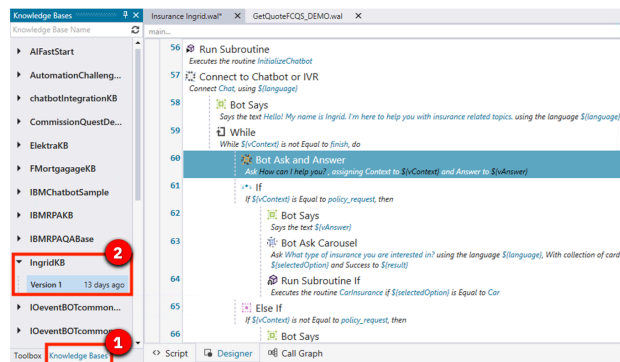 Knowledge Bases
Insurance Ingrid.wal*
GetQuoteFCQS_DEMO.wal
Knowledge Base Name
main...
AIFastStart
AutomationChalleng...
chatbotIntegrationKB
CommissionQuestDe...
ElektraKB
FMortgagageKB
IBMChatbotSample
IBMRPAKB
IBMRPAQABase
2
IngridKB
Version 1 13 days ago
IOeventBOTcommon...
IOeventBOTcommon...
1
Toolbox Knowledge Bases
56 Run Subroutine
Executes the routine InitializeChatbot
57 Connect to Chatbot or IVR
Connect Chat, using ${language}
58 Bot Says
Says the text Hello! My name is Ingrid. I'm here to help you with insurance related topics. using the language ${language}
59 While
While ${vContext} is not Equal to finish, do
60 Bot Ask and Answer
Ask How can I help you? , assigning Context to ${vContext} and Answer to ${vAnswer}
61 If
If ${vContext} is Equal to policy_request, then
62 Bot Says
Says the text ${vAnswer}
63 Bot Ask Carousel
Ask What type of insurance you are interested in? using the language ${language}, With collection of card
${selectedOption} and Success to ${result}
64 Run Subroutine If
Executes the routine CarInsurance if ${selectedOption} is Equal to Car
65 Else If
If ${vContext} is not Equal to policy_request, then
66 Bot Says
Script Designer Call Graph